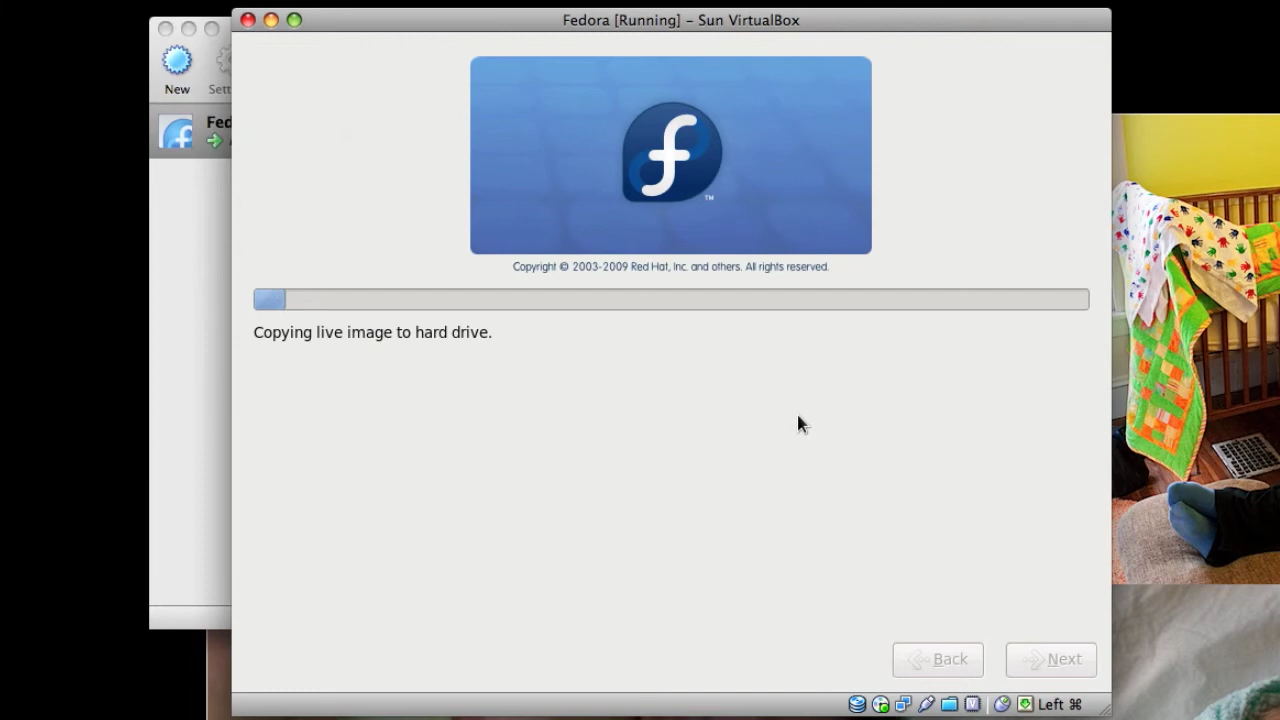 Fedora [Running] – Sun VirtualBox
New
Sett
Fed
f
TM
Copyright © 2003-2009 Red Hat, Inc. and others. All rights reserved.
Copying live image to hard drive.
Back
Next
Left ⌘